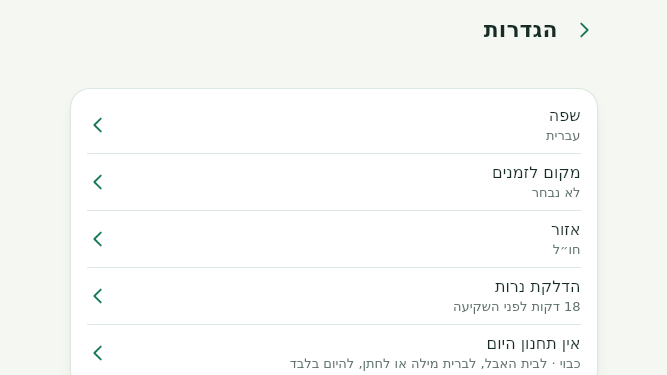 הגדרות
שפה
עברית
מקום לזמנים
לא נבחר
אזור
חו״ל
הדלקת נרות
18 דקות לפני השקיעה
אין תחנון היום
כבוי · לבית האבל, לברית מילה או לחתן, להיום בלבד